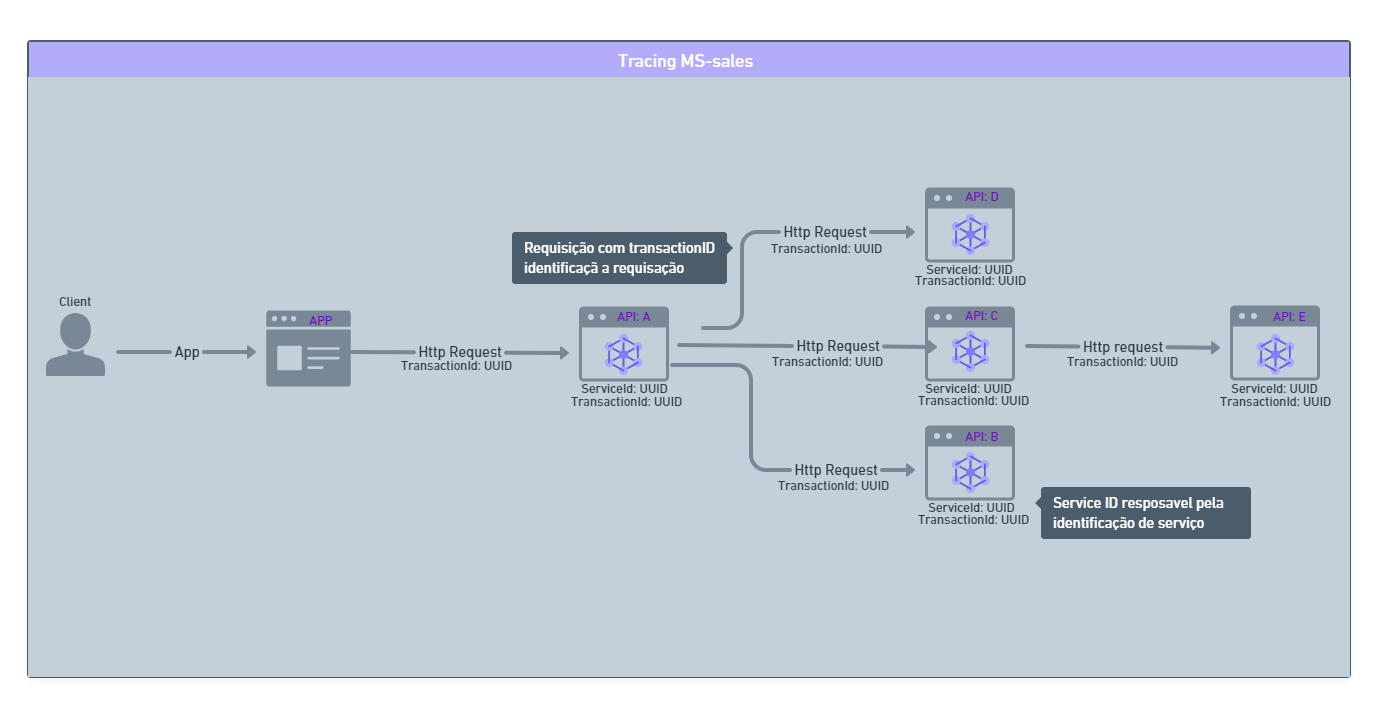 Tracing MS-sales
Client
App
APP
Http Request
TransactionId: UUID
API: A
ServiceId: UUID
TransactionId: UUID
Requisição com transactionID
identificaçã a requisação
Http Request
TransactionId: UUID
API: D
ServiceId: UUID
TransactionId: UUID
Http Request
TransactionId: UUID
API: C
ServiceId: UUID
TransactionId: UUID
Http request
TransactionId: UUID
API: E
ServiceId: UUID
TransactionId: UUID
Http Request
TransactionId: UUID
API: B
ServiceId: UUID
TransactionId: UUID
Service ID resposavel pela
identificação de serviço